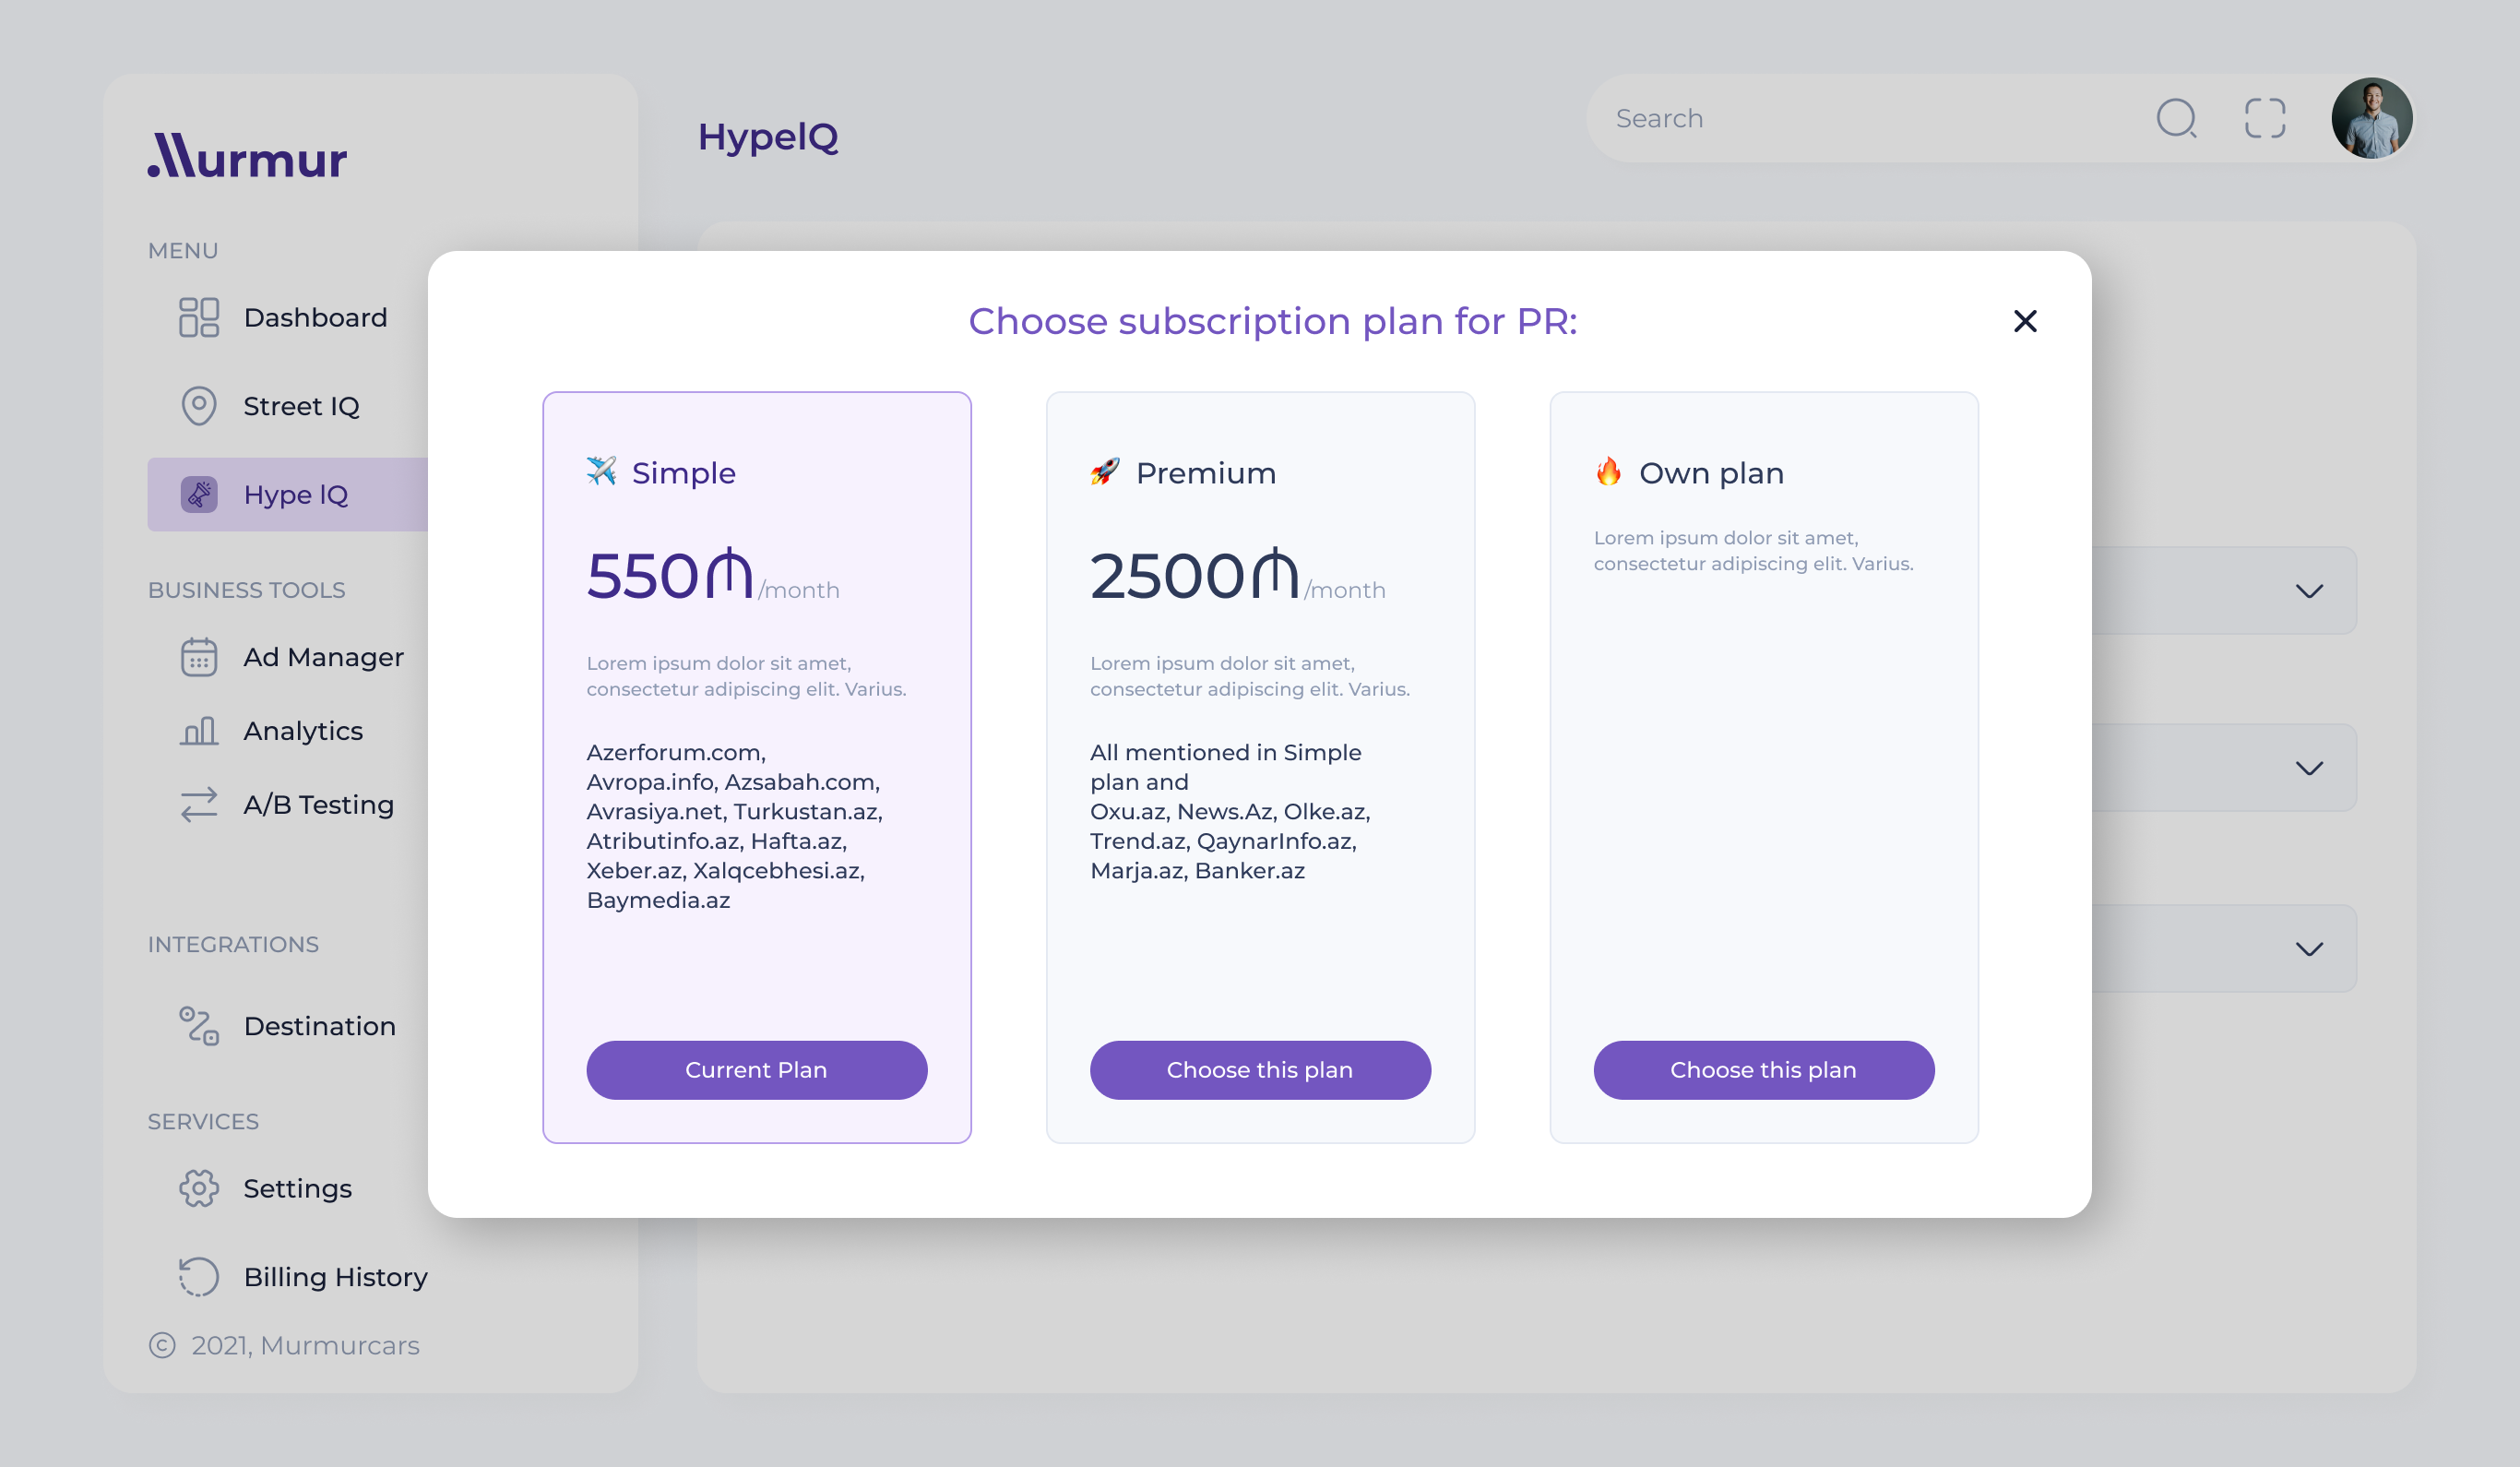 Murmur
HypeIQ
Search
MENU
Dashboard
Street IQ
Hype IQ
BUSINESS TOOLS
Ad Manager
Analytics
A/B Testing
INTEGRATIONS
Destination
SERVICES
Settings
Billing History
© 2021, Murmurcars
Choose subscription plan for PR:
Simple
550₼/month
Lorem ipsum dolor sit amet,
consectetur adipiscing elit. Varius.
Azerforum.com,
Avropa.info, Azsabah.com,
Avrasiya.net, Turkustan.az,
Atributinfo.az, Hafta.az,
Xeber.az, Xalqcebhesi.az,
Baymedia.az
Current Plan
Premium
2500₼/month
Lorem ipsum dolor sit amet,
consectetur adipiscing elit. Varius.
All mentioned in Simple
plan and
Oxu.az, News.Az, Olke.az,
Trend.az, QaynarInfo.az,
Marja.az, Banker.az
Choose this plan
Own plan
Lorem ipsum dolor sit amet,
consectetur adipiscing elit. Varius.
Choose this plan